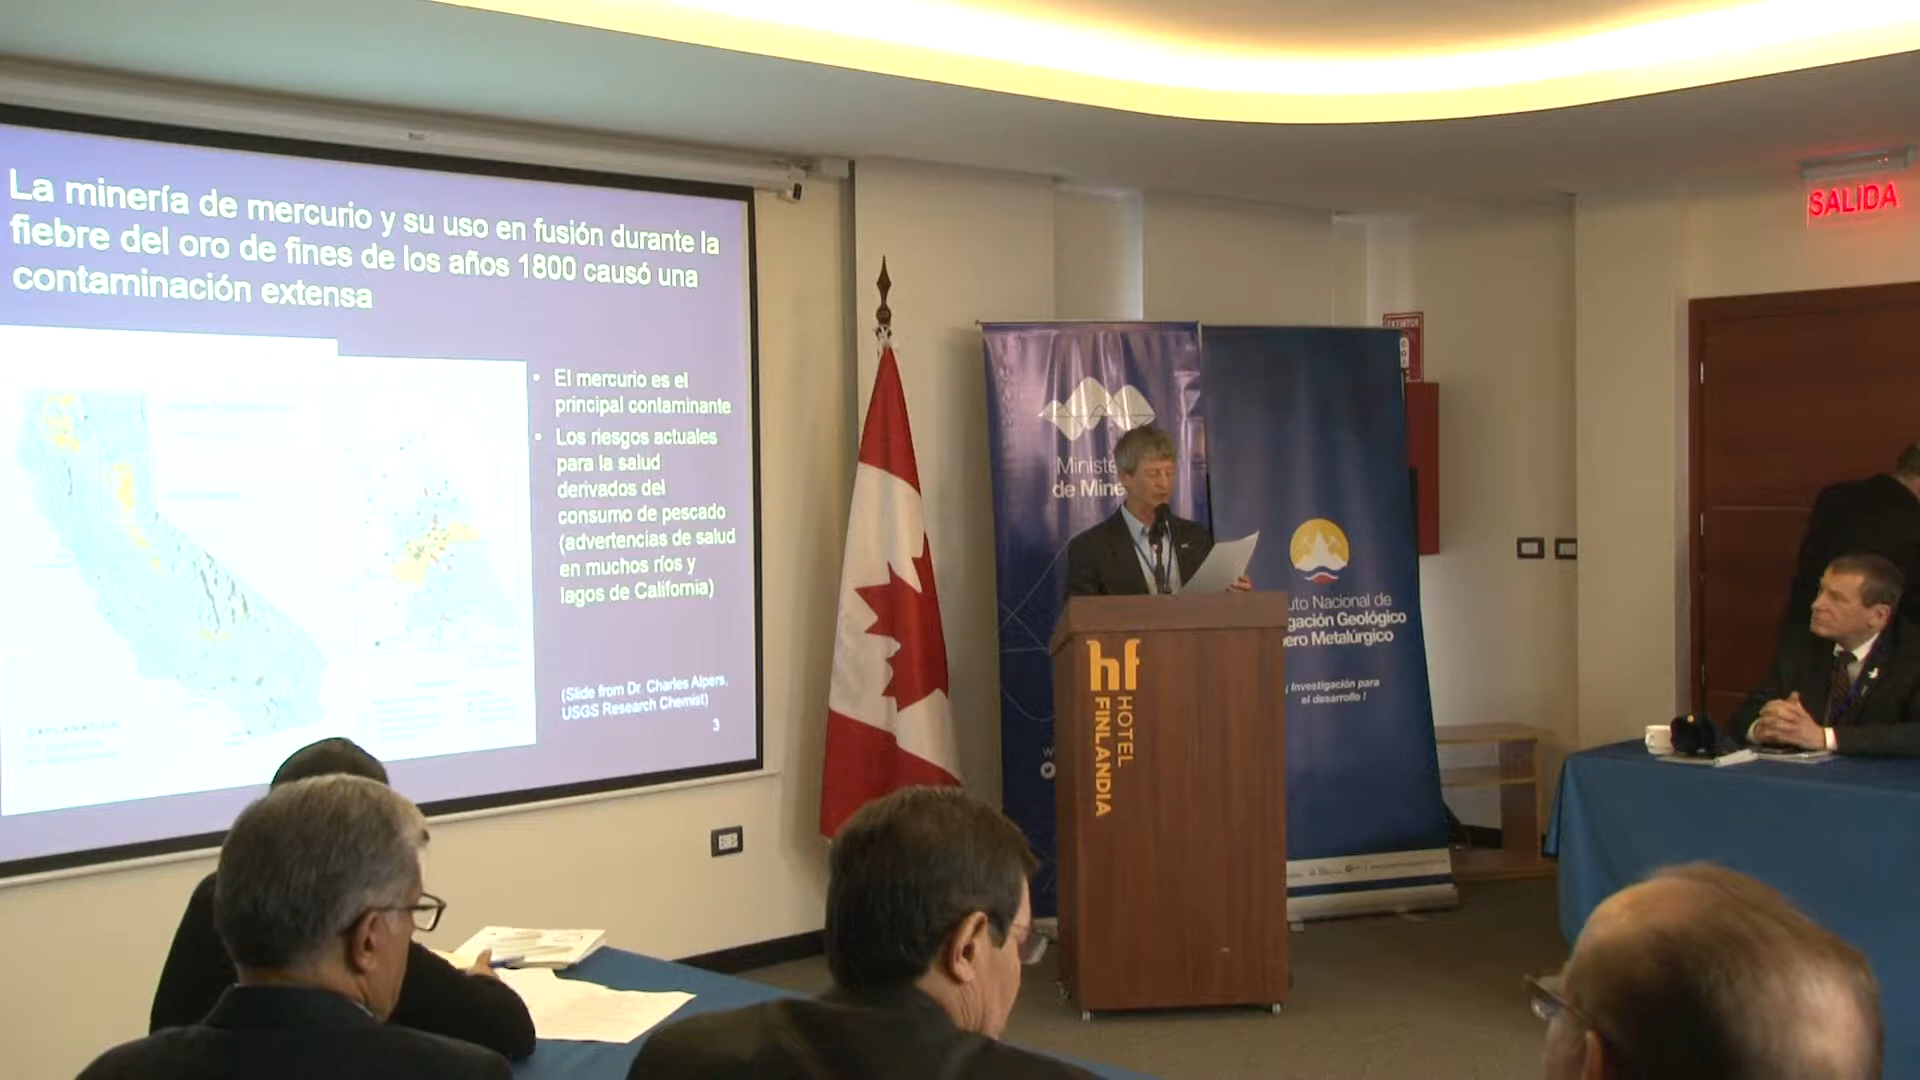 La minería de mercurio y su uso en fusión durante la
fiebre del oro de fines de los años 1800 causó una
contaminación extensa
• El mercurio es el
principal contaminante
• Los riesgos actuales
para la salud
derivados del
consumo de pescado
(advertencias de salud
en muchos ríos y
lagos de California)
(Slide from Dr. Charles Alpers,
USGS Research Chemist)
3
EXPLANATION
Ministe
de Mine
uto Nacional de
gación Geológico
ero Metalúrgico
¡ Investigación para
el desarrollo !
hf
HOTEL
FINLANDIA
SALIDA